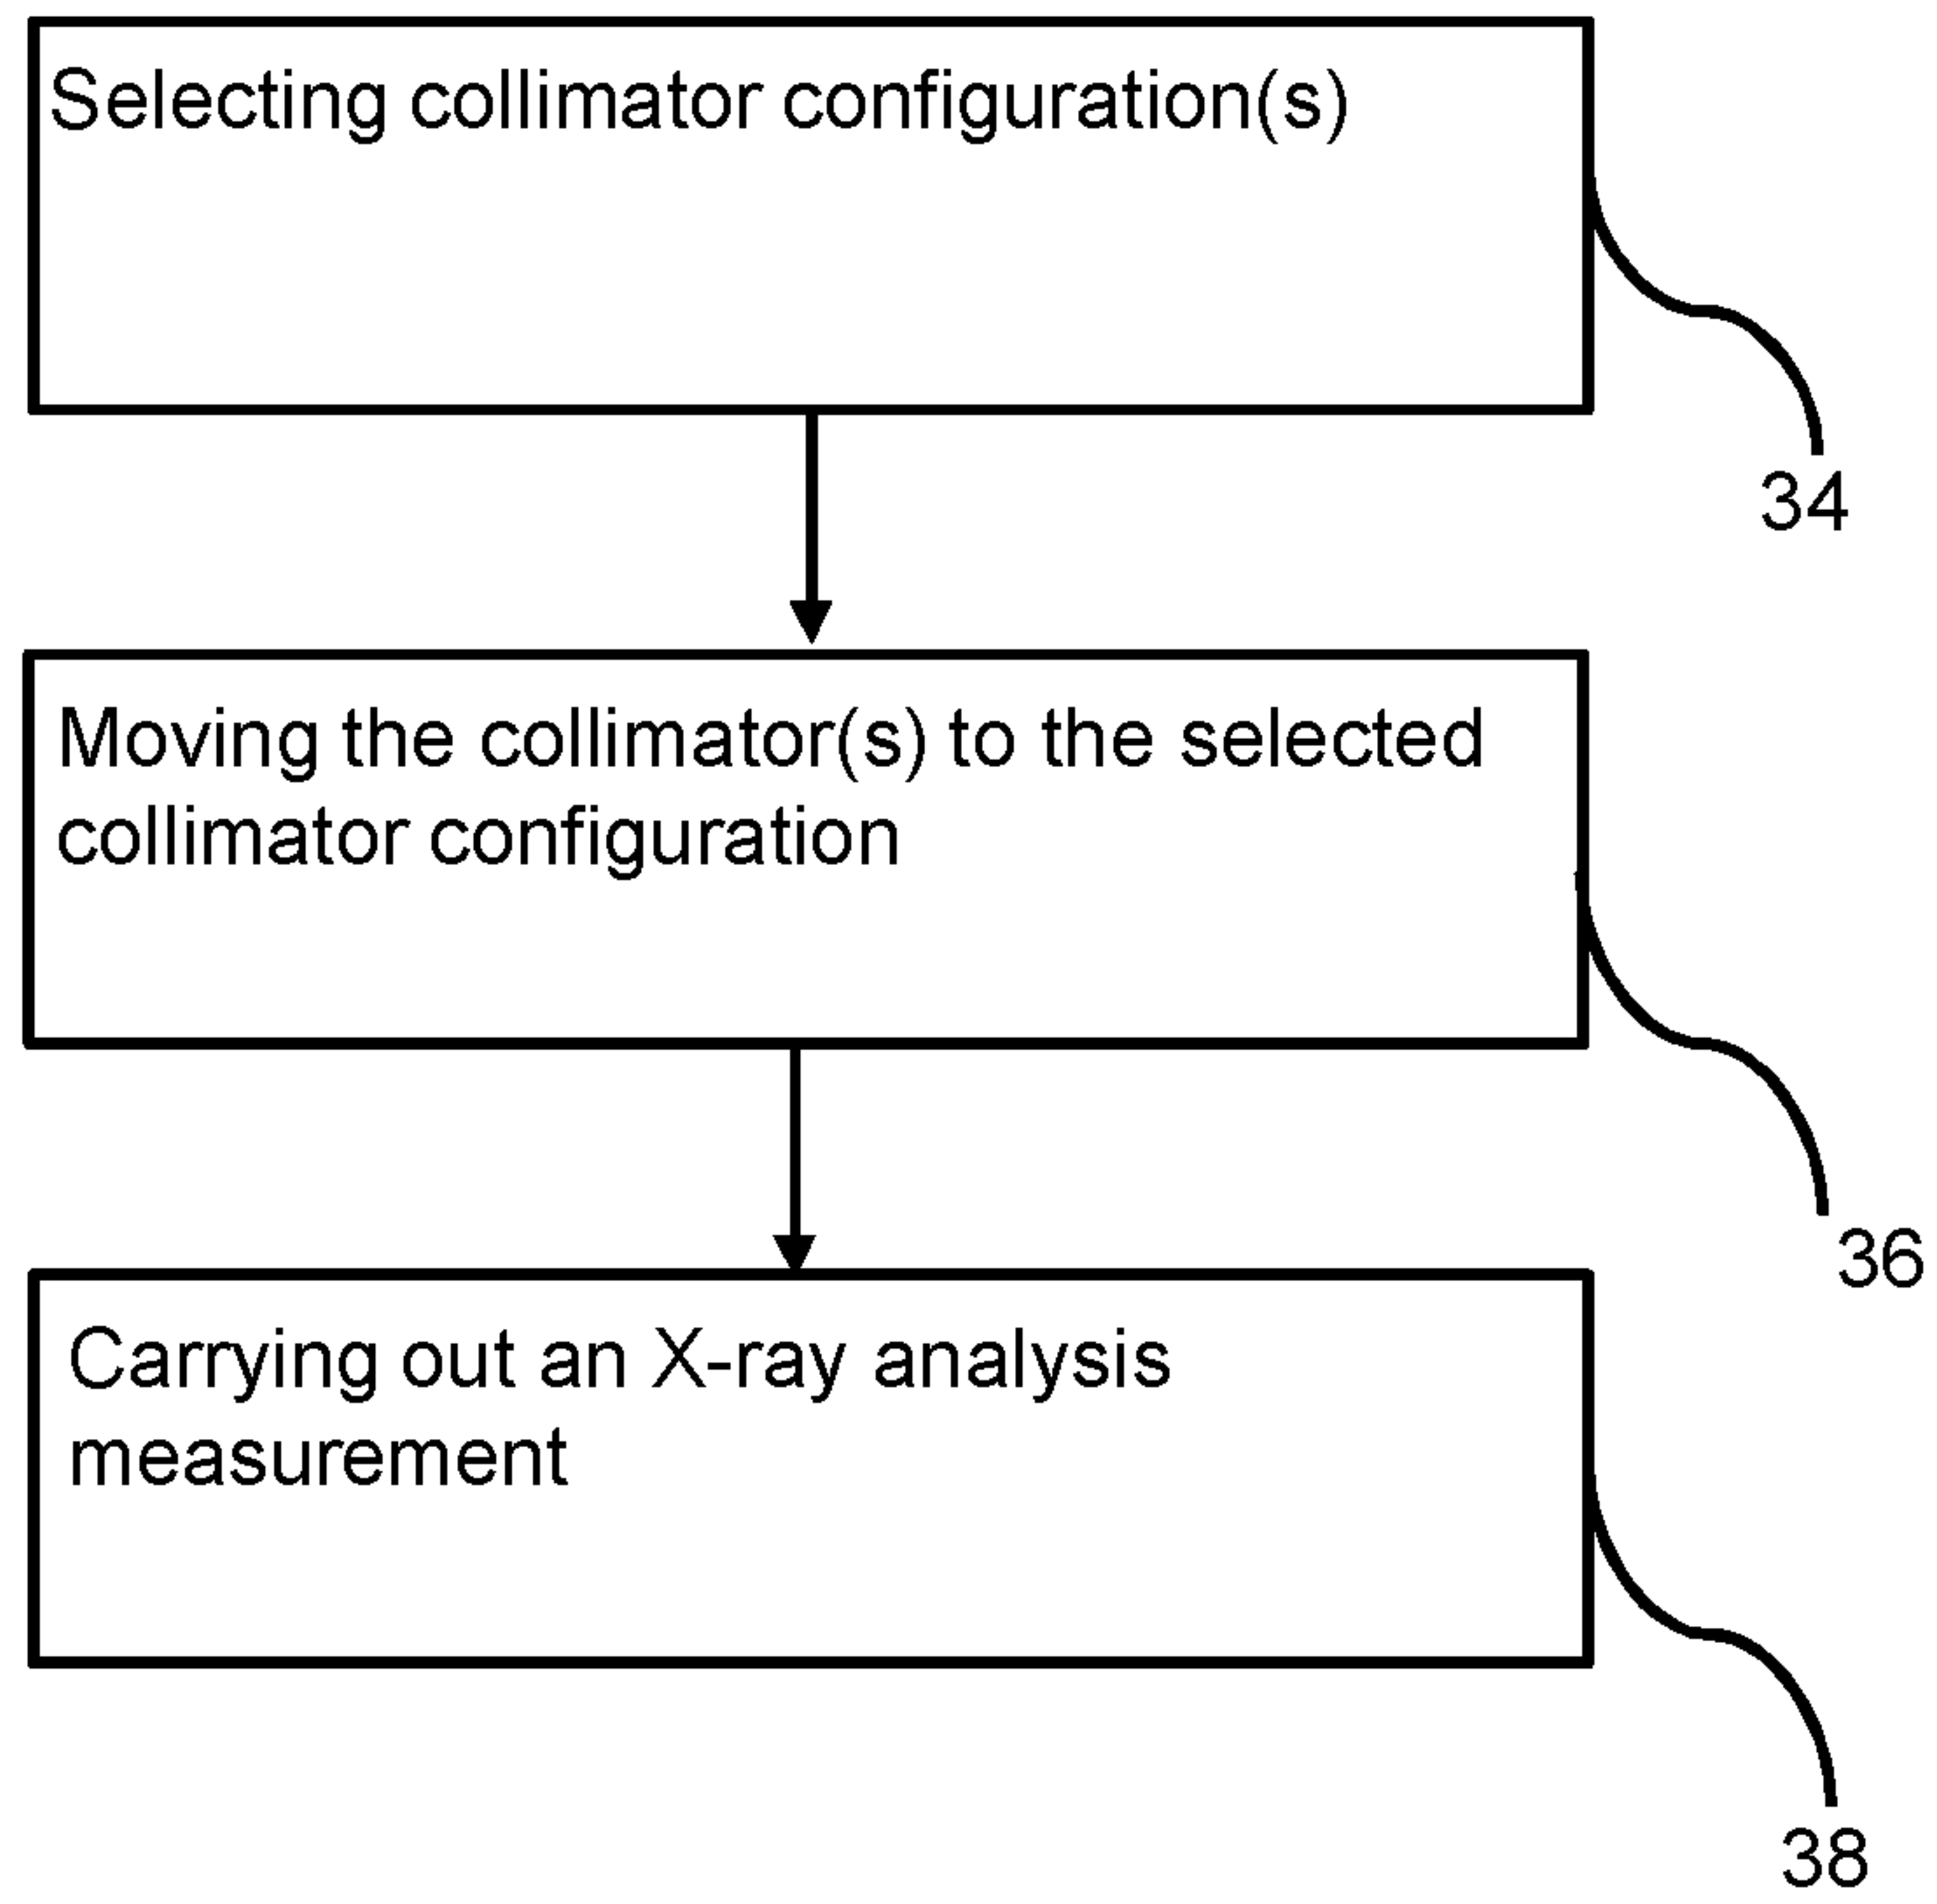 Selecting collimator configuration(s)
34
Moving the collimator(s) to the selected
collimator configuration
36
Carrying out an X-ray analysis
measurement
38